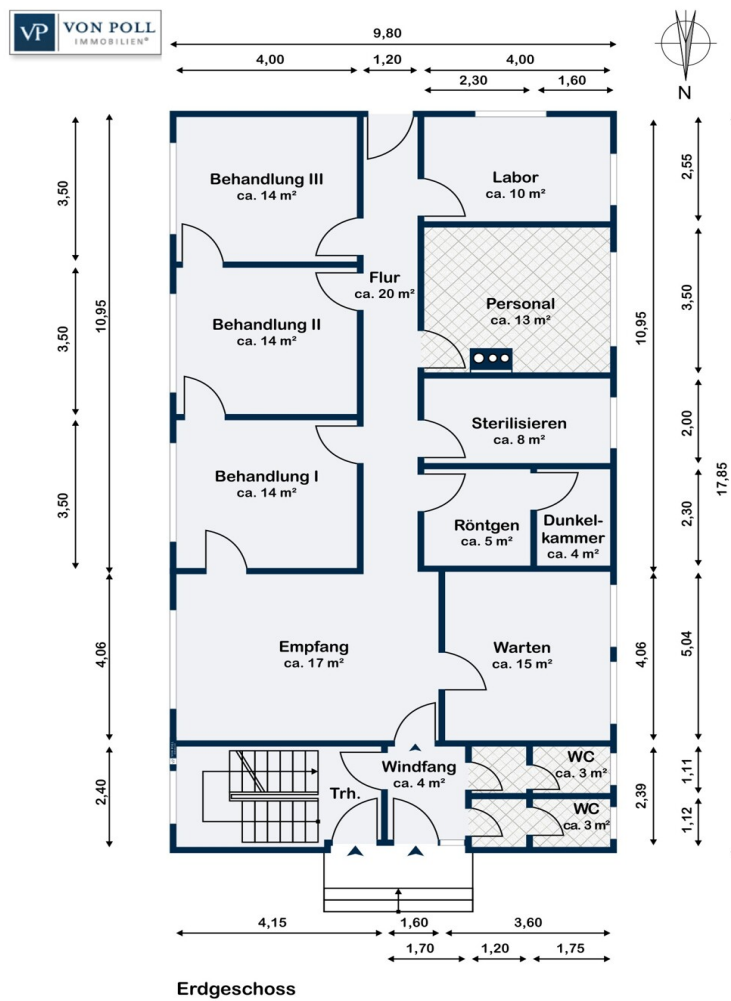 VP VON POLL
IMMOBILIEN®
9,80
4,00 1,20 4,00
2,30 1,60
N
Behandlung III
ca. 14 m²
Labor
ca. 10 m²
Flur
ca. 20 m²
Personal
ca. 13 m²
Behandlung II
ca. 14 m²
Sterilisieren
ca. 8 m²
Behandlung I
ca. 14 m²
Röntgen
ca. 5 m²
Dunkel-
kammer
ca. 4 m²
Empfang
ca. 17 m²
Warten
ca. 15 m²
Windfang
ca. 4 m²
Trh.
WC
ca. 3 m²
WC
ca. 3 m²
3,50
3,50
3,50
10,95
4,06
2,40
10,95
4,06
2,39
2,55
3,50
2,00
2,30
5,04
1,11
1,12
17,85
4,15 1,60 3,60
1,70 1,20 1,75
Erdgeschoss